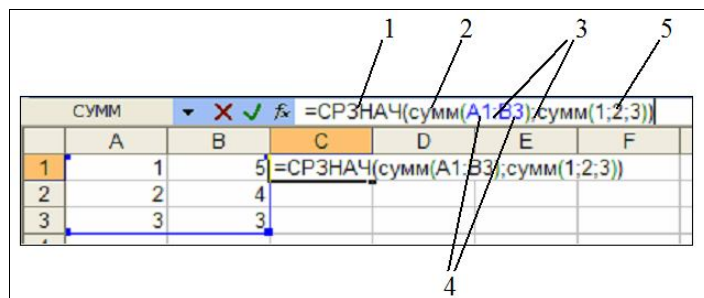 1 2 3 5
СУММ =СРЗНАЧ(сумм(A1:B3);сумм(1;2;3))
A B C D E F
1 1 5 =СРЗНАЧ(сумм(A1:B3);сумм(1;2;3))
2 2 4
3 3 3
4